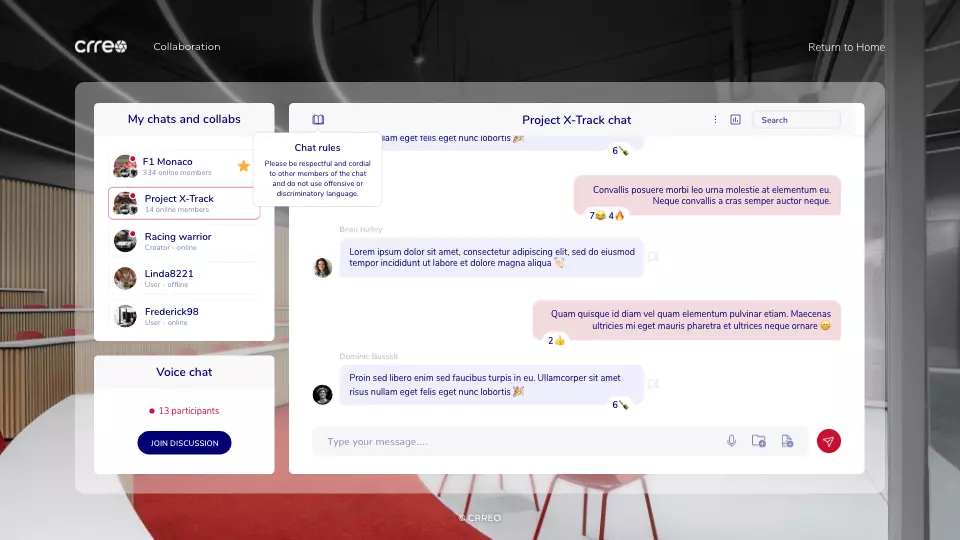 crreo
Collaboration
Return to Home
My chats and collabs
F1 Monaco
334 online members
Project X-Track
14 online members
Racing warrior
Creator - online
Linda8221
User - offline
Frederick98
User - online
Voice chat
13 participants
JOIN DISCUSSION
Project X-Track chat
Search
Chat rules
Please be respectful and cordial
to other members of the chat
and do not use offensive or
discriminatory language.
llam eget felis eget nunc lobortis 🎉
6🍾
Convallis posuere morbi leo urna molestie at elementum eu.
Neque convallis a cras semper auctor neque.
7😂 4🔥
Beau Halley
Lorem ipsum dolor sit amet, consectetur adipiscing elit, sed do eiusmod
tempor incididunt ut labore et dolore magna aliqua 👏🏻
Quam quisque id diam vel quam elementum pulvinar etiam. Maecenas
ultricies mi eget mauris pharetra et ultrices neque ornare 😄
2👍
Dominic Bussell
Proin sed libero enim sed faucibus turpis in eu. Ullamcorper sit amet
risus nullam eget felis eget nunc lobortis 🎉
6🍾
Type your message....
© CRREO